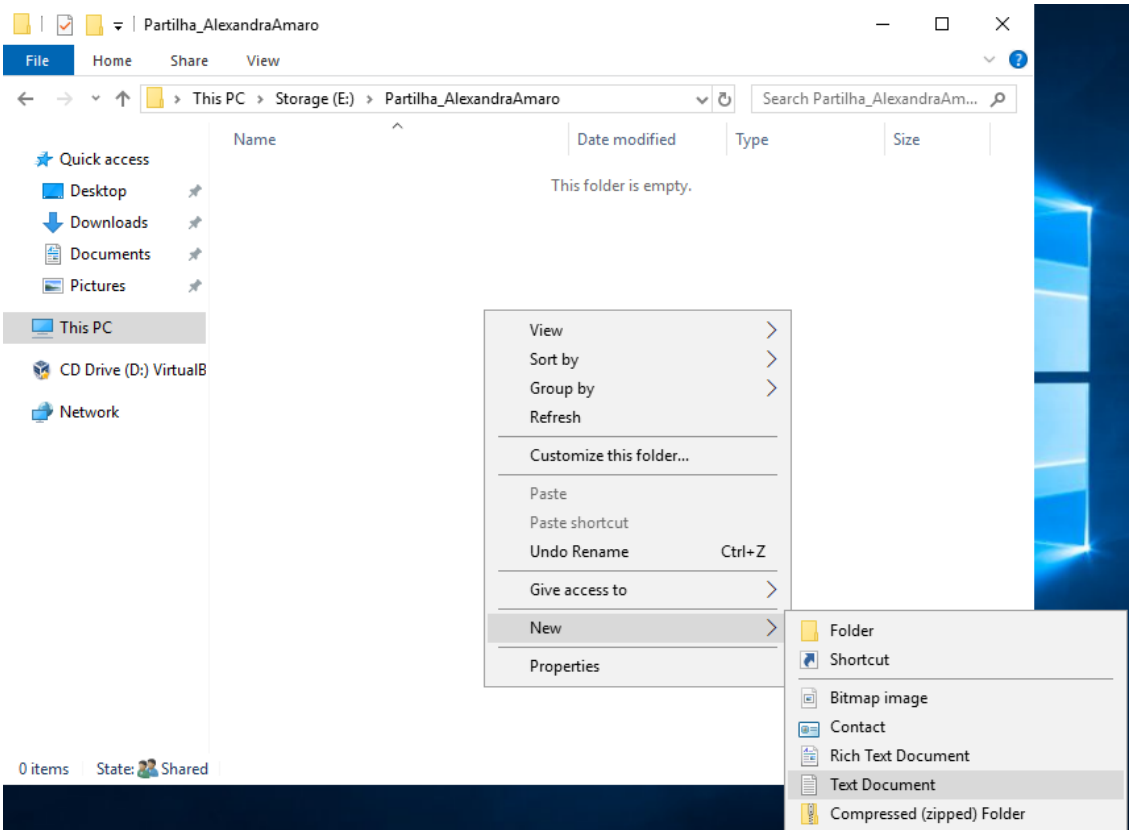 Partilha_AlexandraAmaro
File Home Share View
This PC > Storage (E:) > Partilha_AlexandraAmaro
Search Partilha_AlexandraAm...
Name Date modified Type Size
This folder is empty.
Quick access
Desktop
Downloads
Documents
Pictures
This PC
CD Drive (D:) VirtualB
Network
View
Sort by
Group by
Refresh
Customize this folder...
Paste
Paste shortcut
Undo Rename Ctrl+Z
Give access to
New
Properties
Folder
Shortcut
Bitmap image
Contact
Rich Text Document
Text Document
Compressed (zipped) Folder
0 items State: Shared